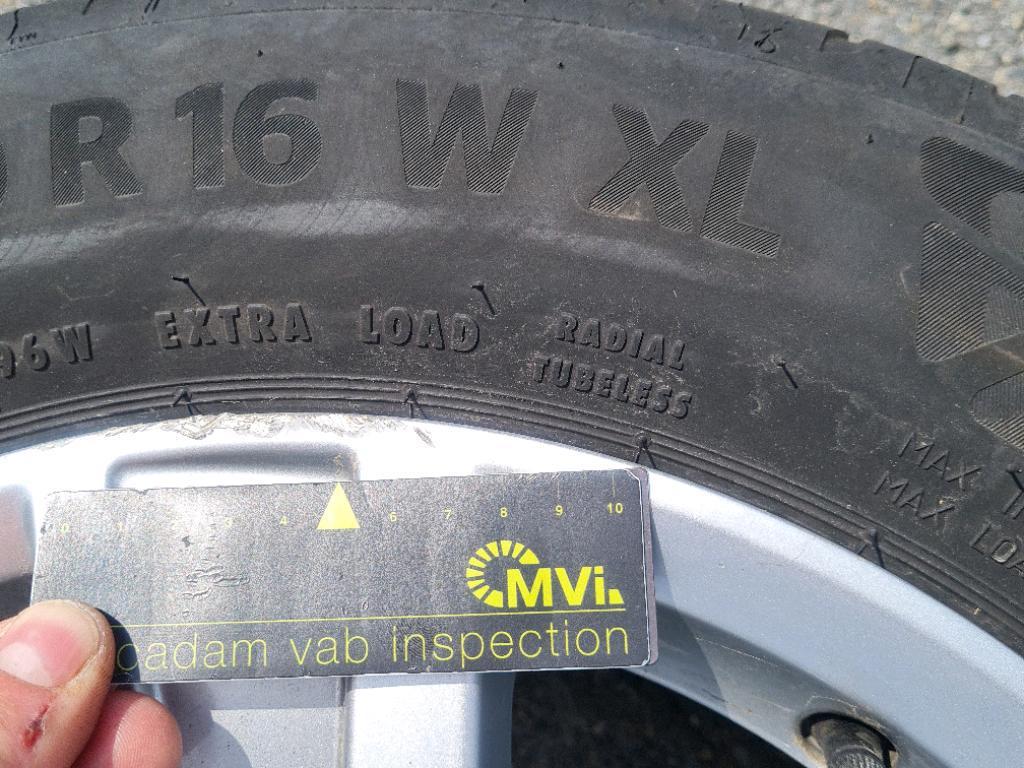 R 16 W XL
96W EXTRA LOAD RADIAL
TUBELESS
MAX
MAX
0 1 2 3 4 6 7 8 9 10
MVi
cadam vab inspection